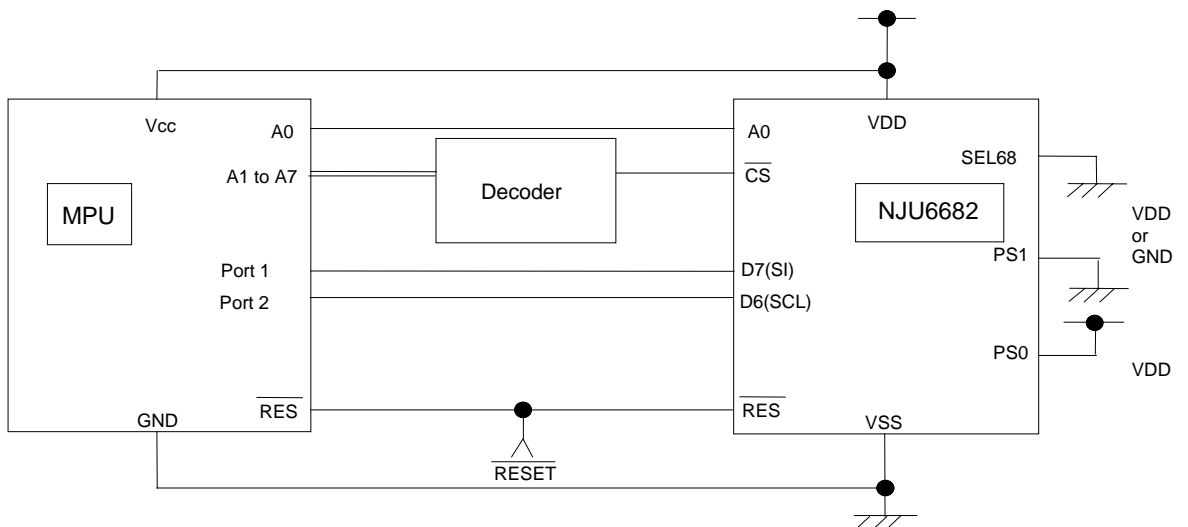 Vcc
A0
A1 to A7
MPU
Port 1
Port 2
RES
GND
Decoder
RESET
VDD
A0
CS
SEL68
NJU6682
VDD
or
GND
PS1
D7(SI)
D6(SCL)
PS0
VDD
RES
VSS